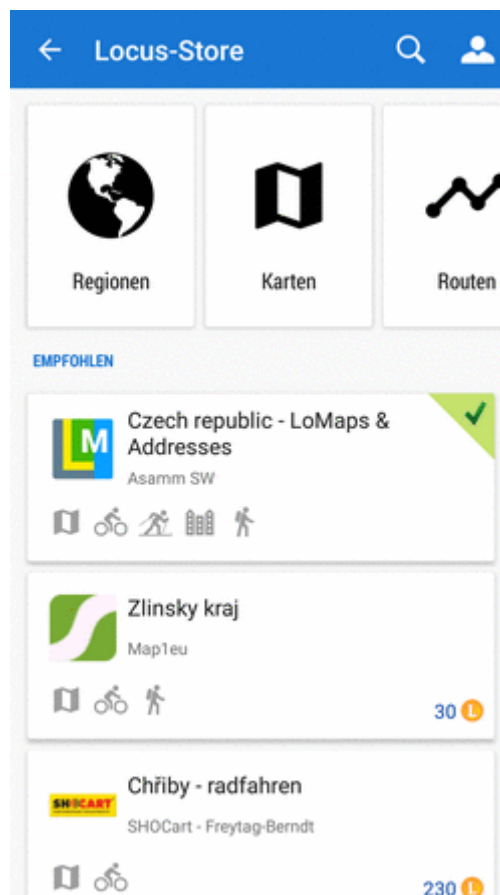 Locus-Store
Regionen
Karten
Routen
EMPFOHLEN
LM
Czech republic - LoMaps &
Addresses
Asamm SW
Zlinsky kraj
Map1eu
30 L
Chřiby - radfahren
SHOCART
SHOCart - Freytag-Berndt
230 L